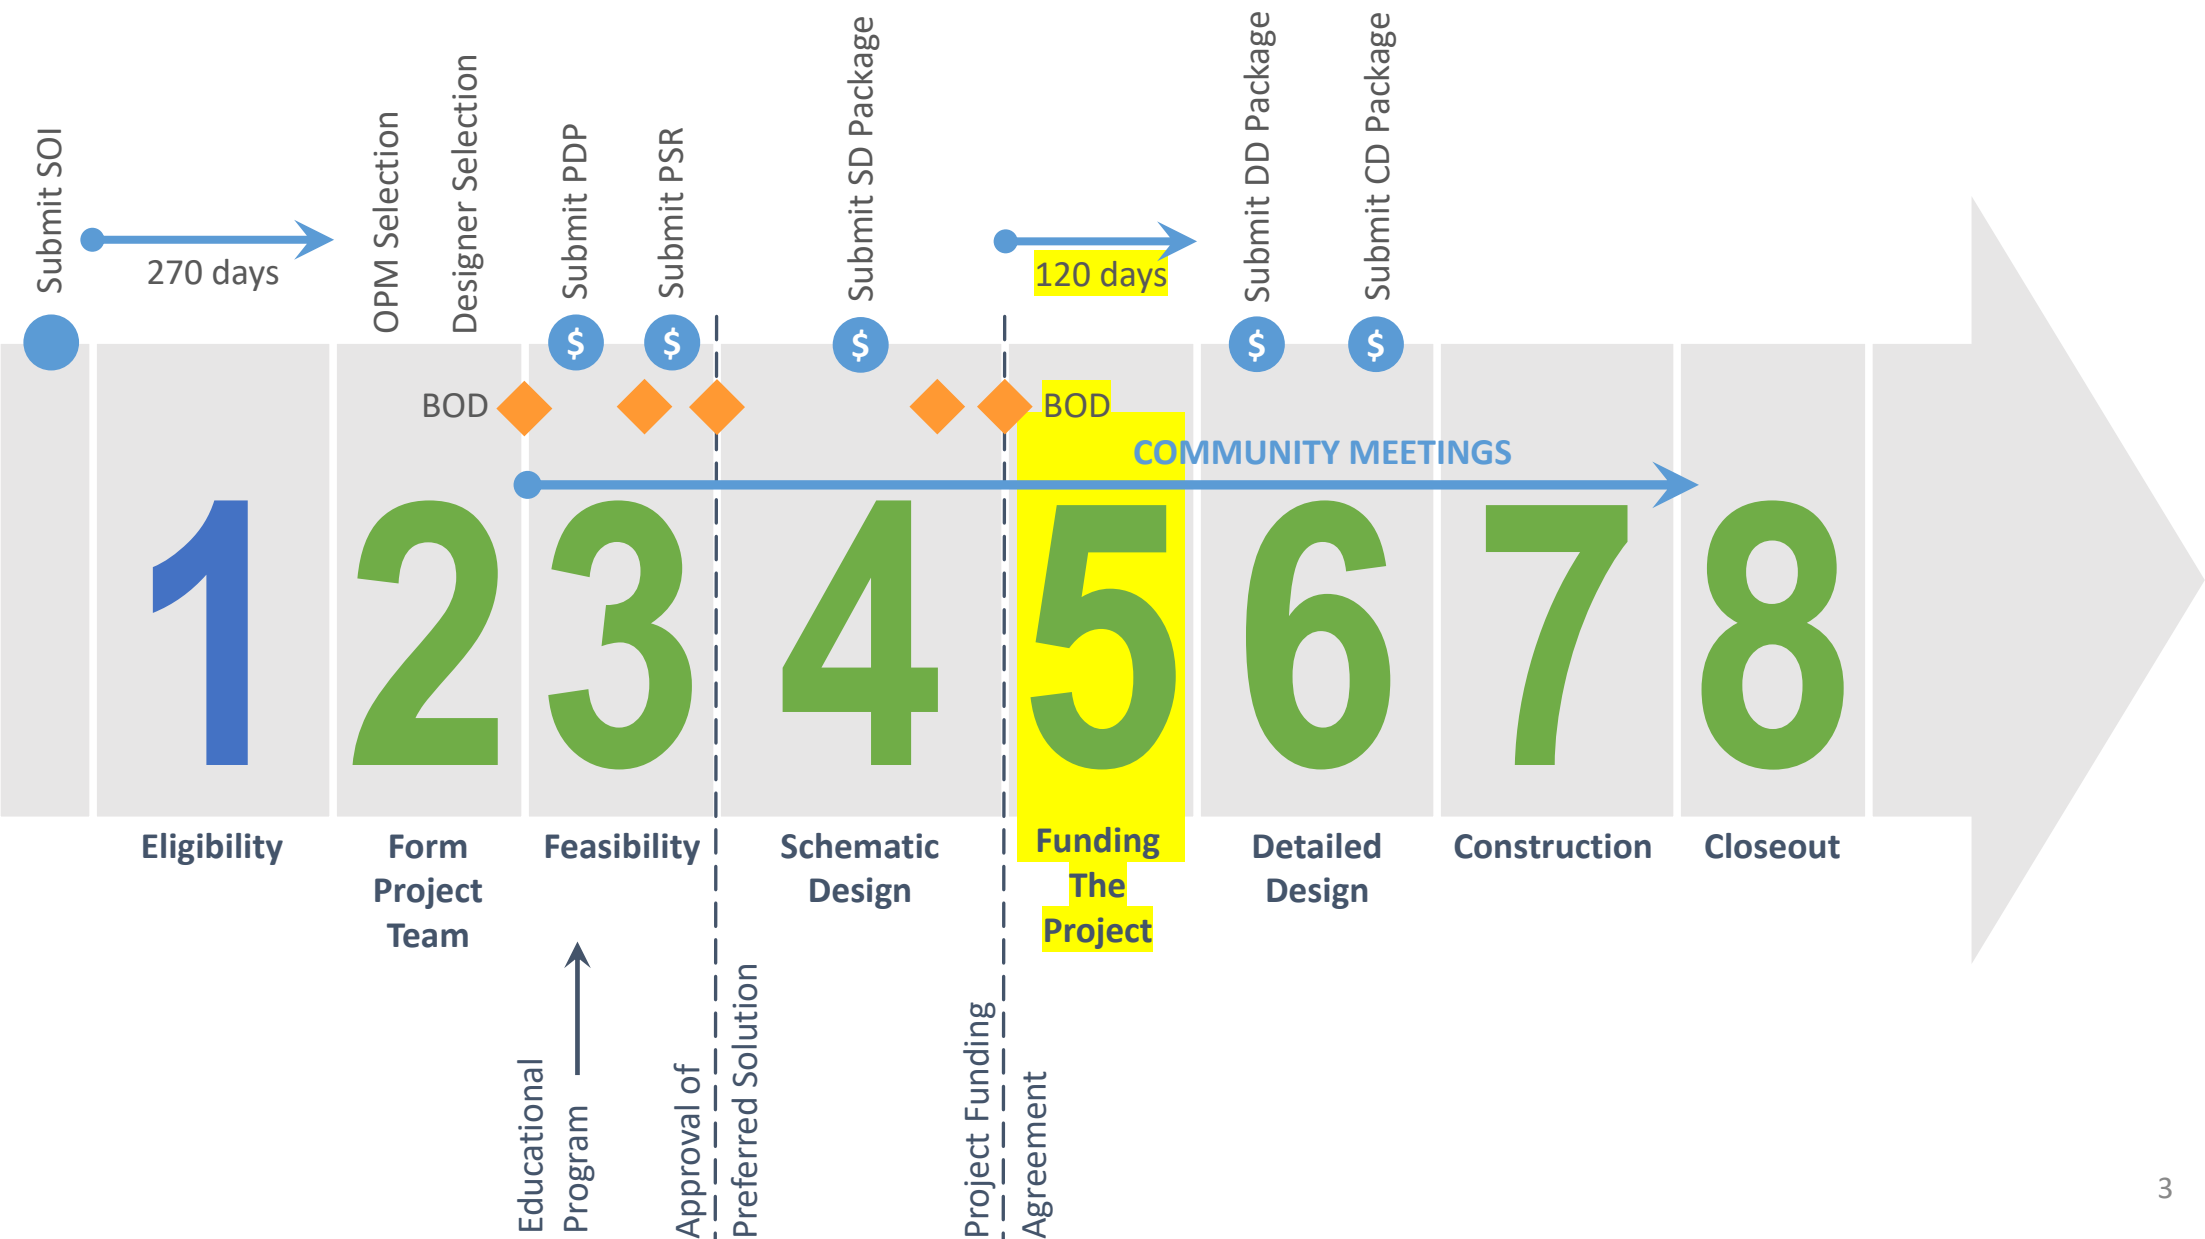 Submit SOI
270 days
OPM Selection
Designer Selection
Submit PDP
Submit PSR
Submit SD Package
120 days
Submit DD Package
Submit CD Package
$
$
$
$
$
BOD
BOD
COMMUNITY MEETINGS
1
2
3
4
5
6
7
8
Eligibility
Form
Project
Team
Feasibility
Schematic
Design
Funding
The
Project
Detailed
Design
Construction
Closeout
Educational
Program
Approval of
Preferred Solution
Project Funding
Agreement
3